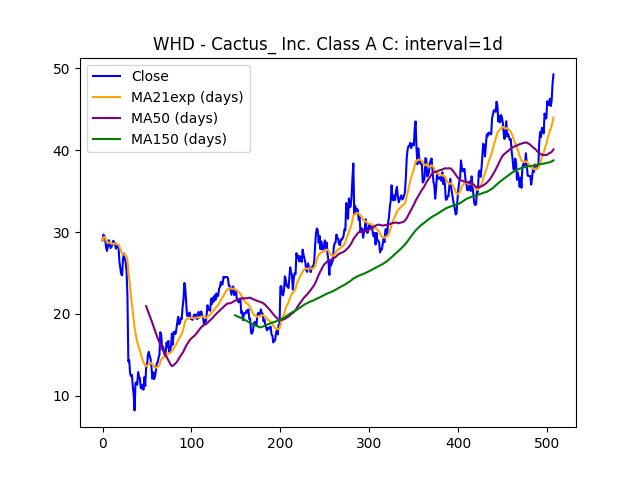 WHD - Cactus_ Inc. Class A C: interval=1d
Close
MA21exp (days)
MA50 (days)
MA150 (days)
50
40
30
20
10
0 100 200 300 400 500